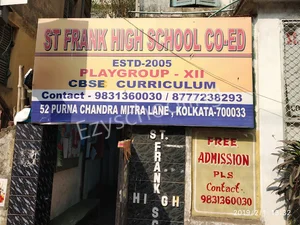 ST FRANK HIGH SCHOOL CO-ED
ESTD-2005
PLAYGROUP - XII
CBSE CURRICULUM
Contact - 9831360030 / 8777238293
52 PURNA CHANDRA MITRA LANE, KOLKATA-700033
ST FRANK
HIGH
FREE
ADMISSION
PLS
Contact-
9831360030